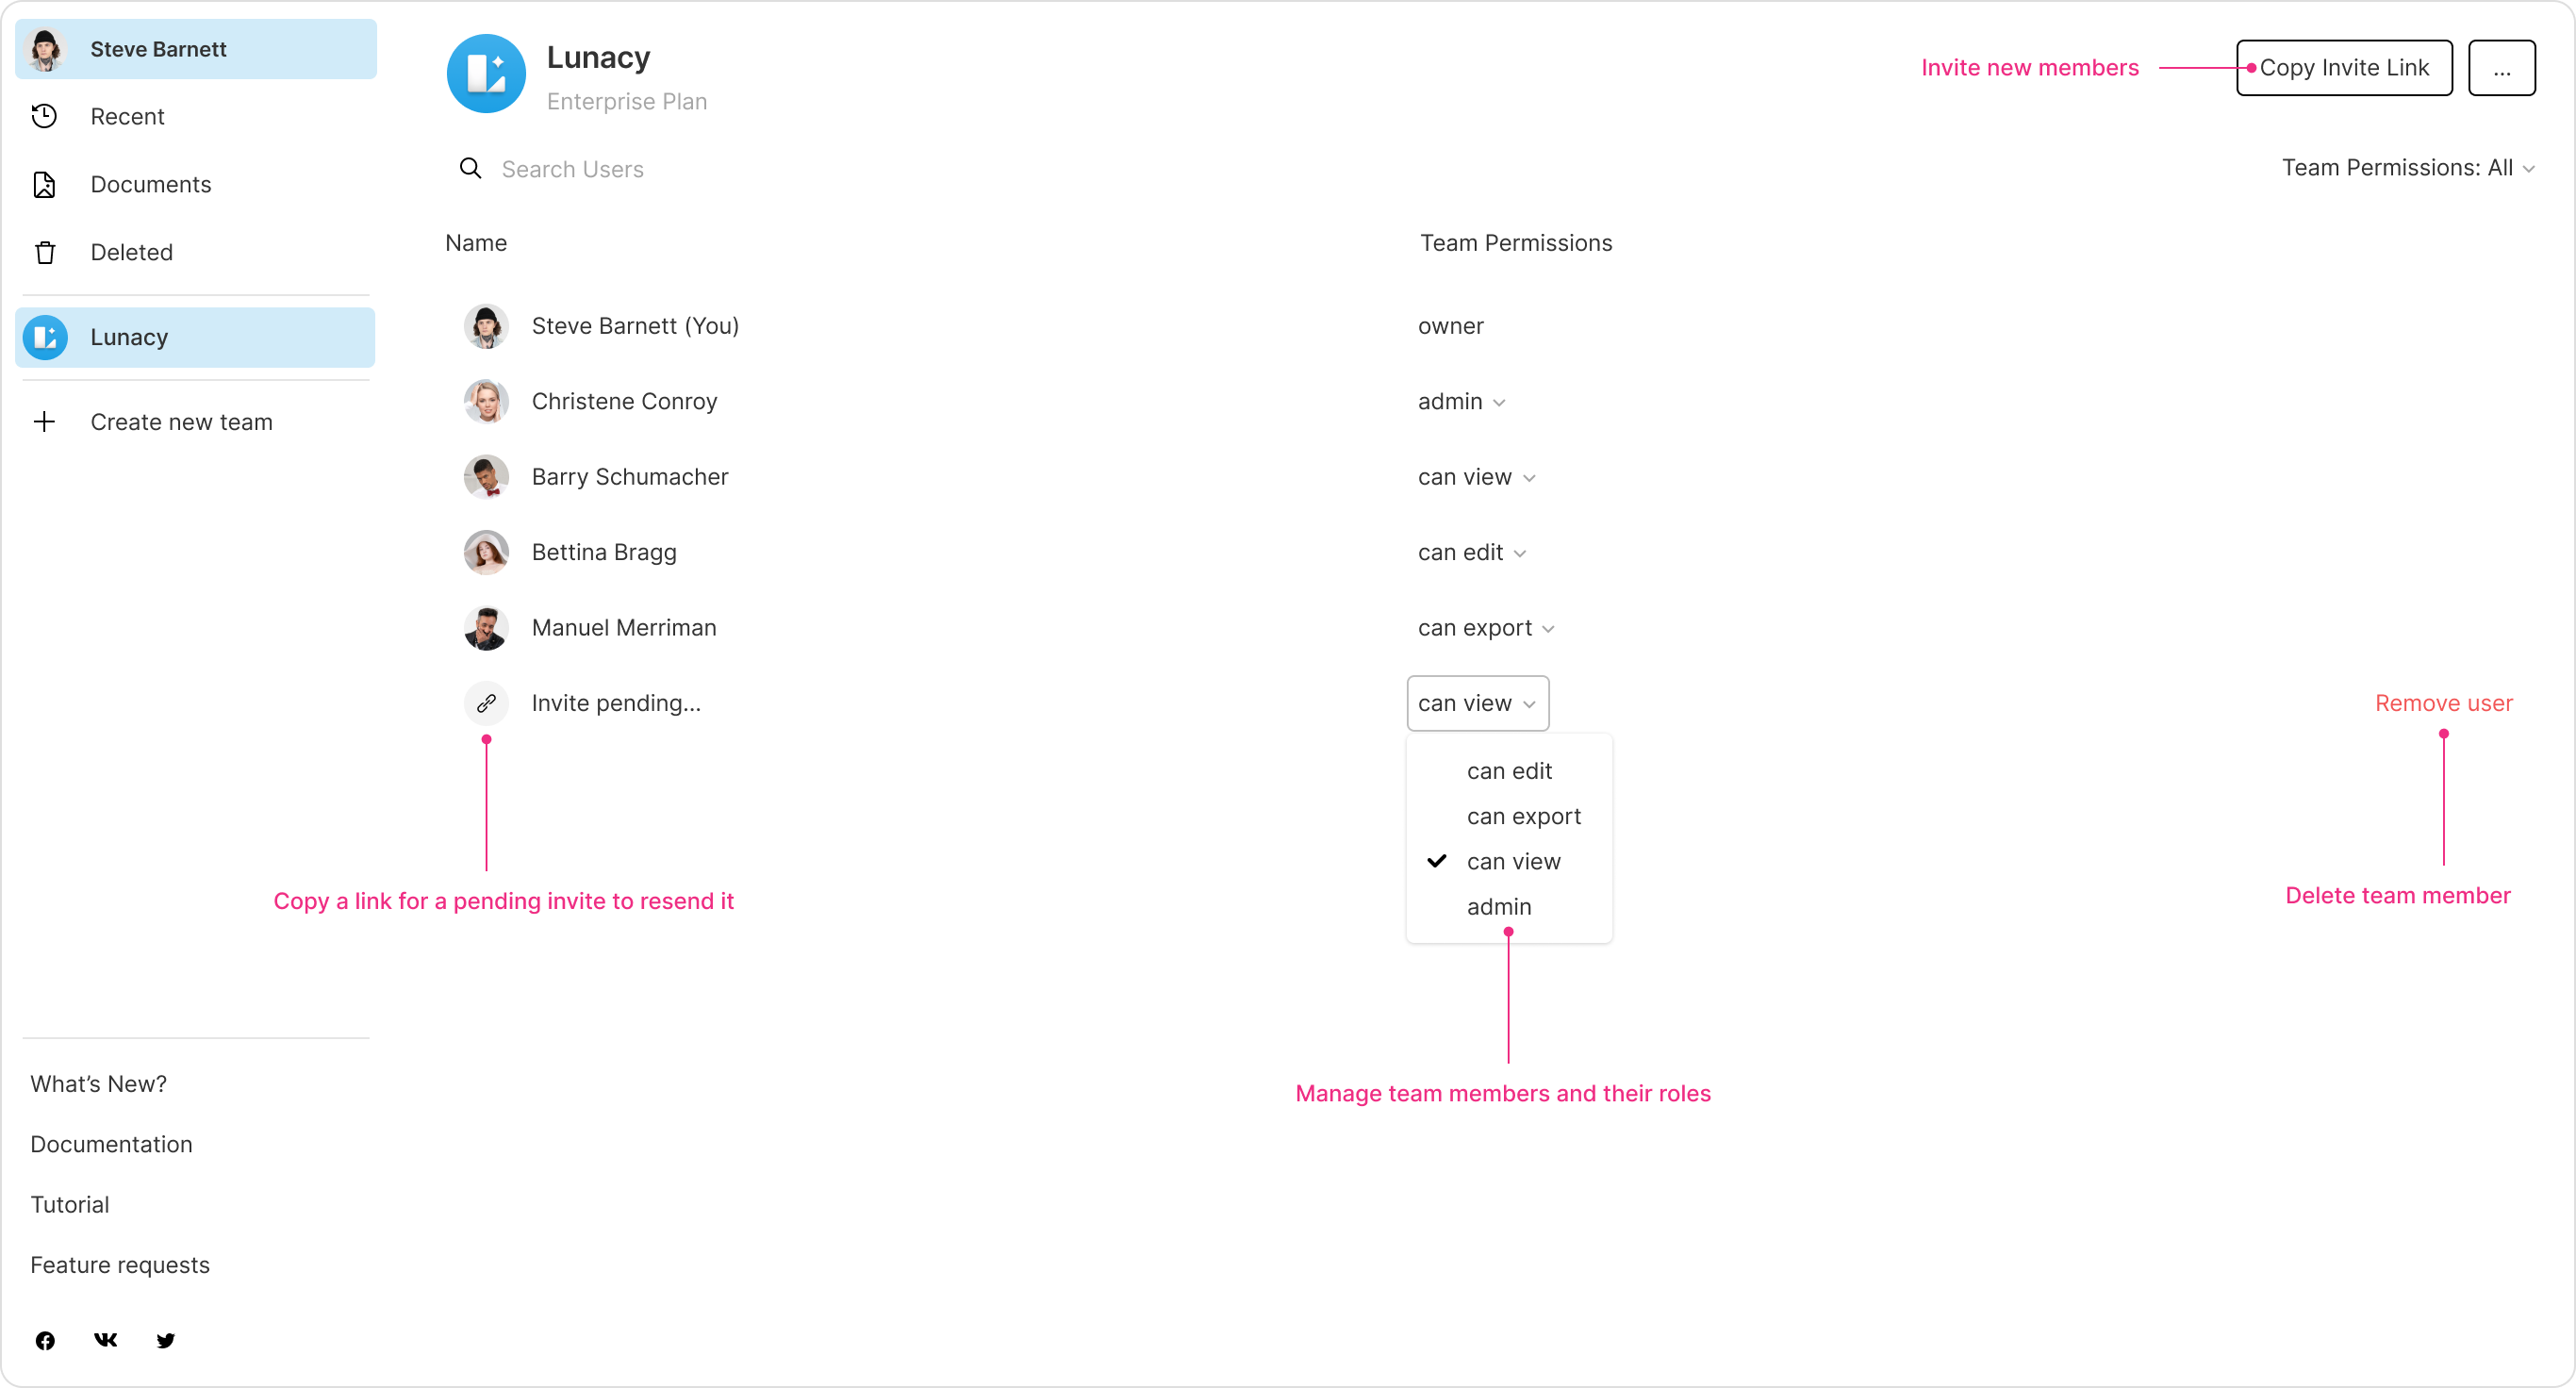 Steve Barnett
Recent
Documents
Deleted
Lunacy
Create new team
What’s New?
Documentation
Tutorial
Feature requests
Lunacy
Enterprise Plan
Invite new members
Copy Invite Link
...
Search Users
Team Permissions: All
Name
Team Permissions
Steve Barnett (You)
owner
Christene Conroy
admin
Barry Schumacher
can view
Bettina Bragg
can edit
Manuel Merriman
can export
Invite pending...
can view
Remove user
can edit
can export
can view
admin
Copy a link for a pending invite to resend it
Delete team member
Manage team members and their roles